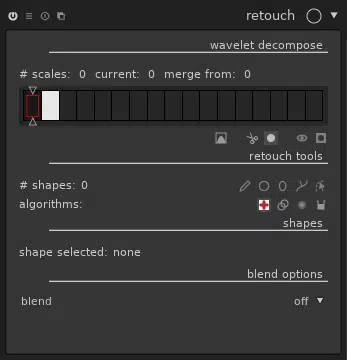 retouch
wavelet decompose
# scales: 0 current: 0 merge from: 0
retouch tools
# shapes: 0
algorithms:
shapes
shape selected: none
blend options
blend off